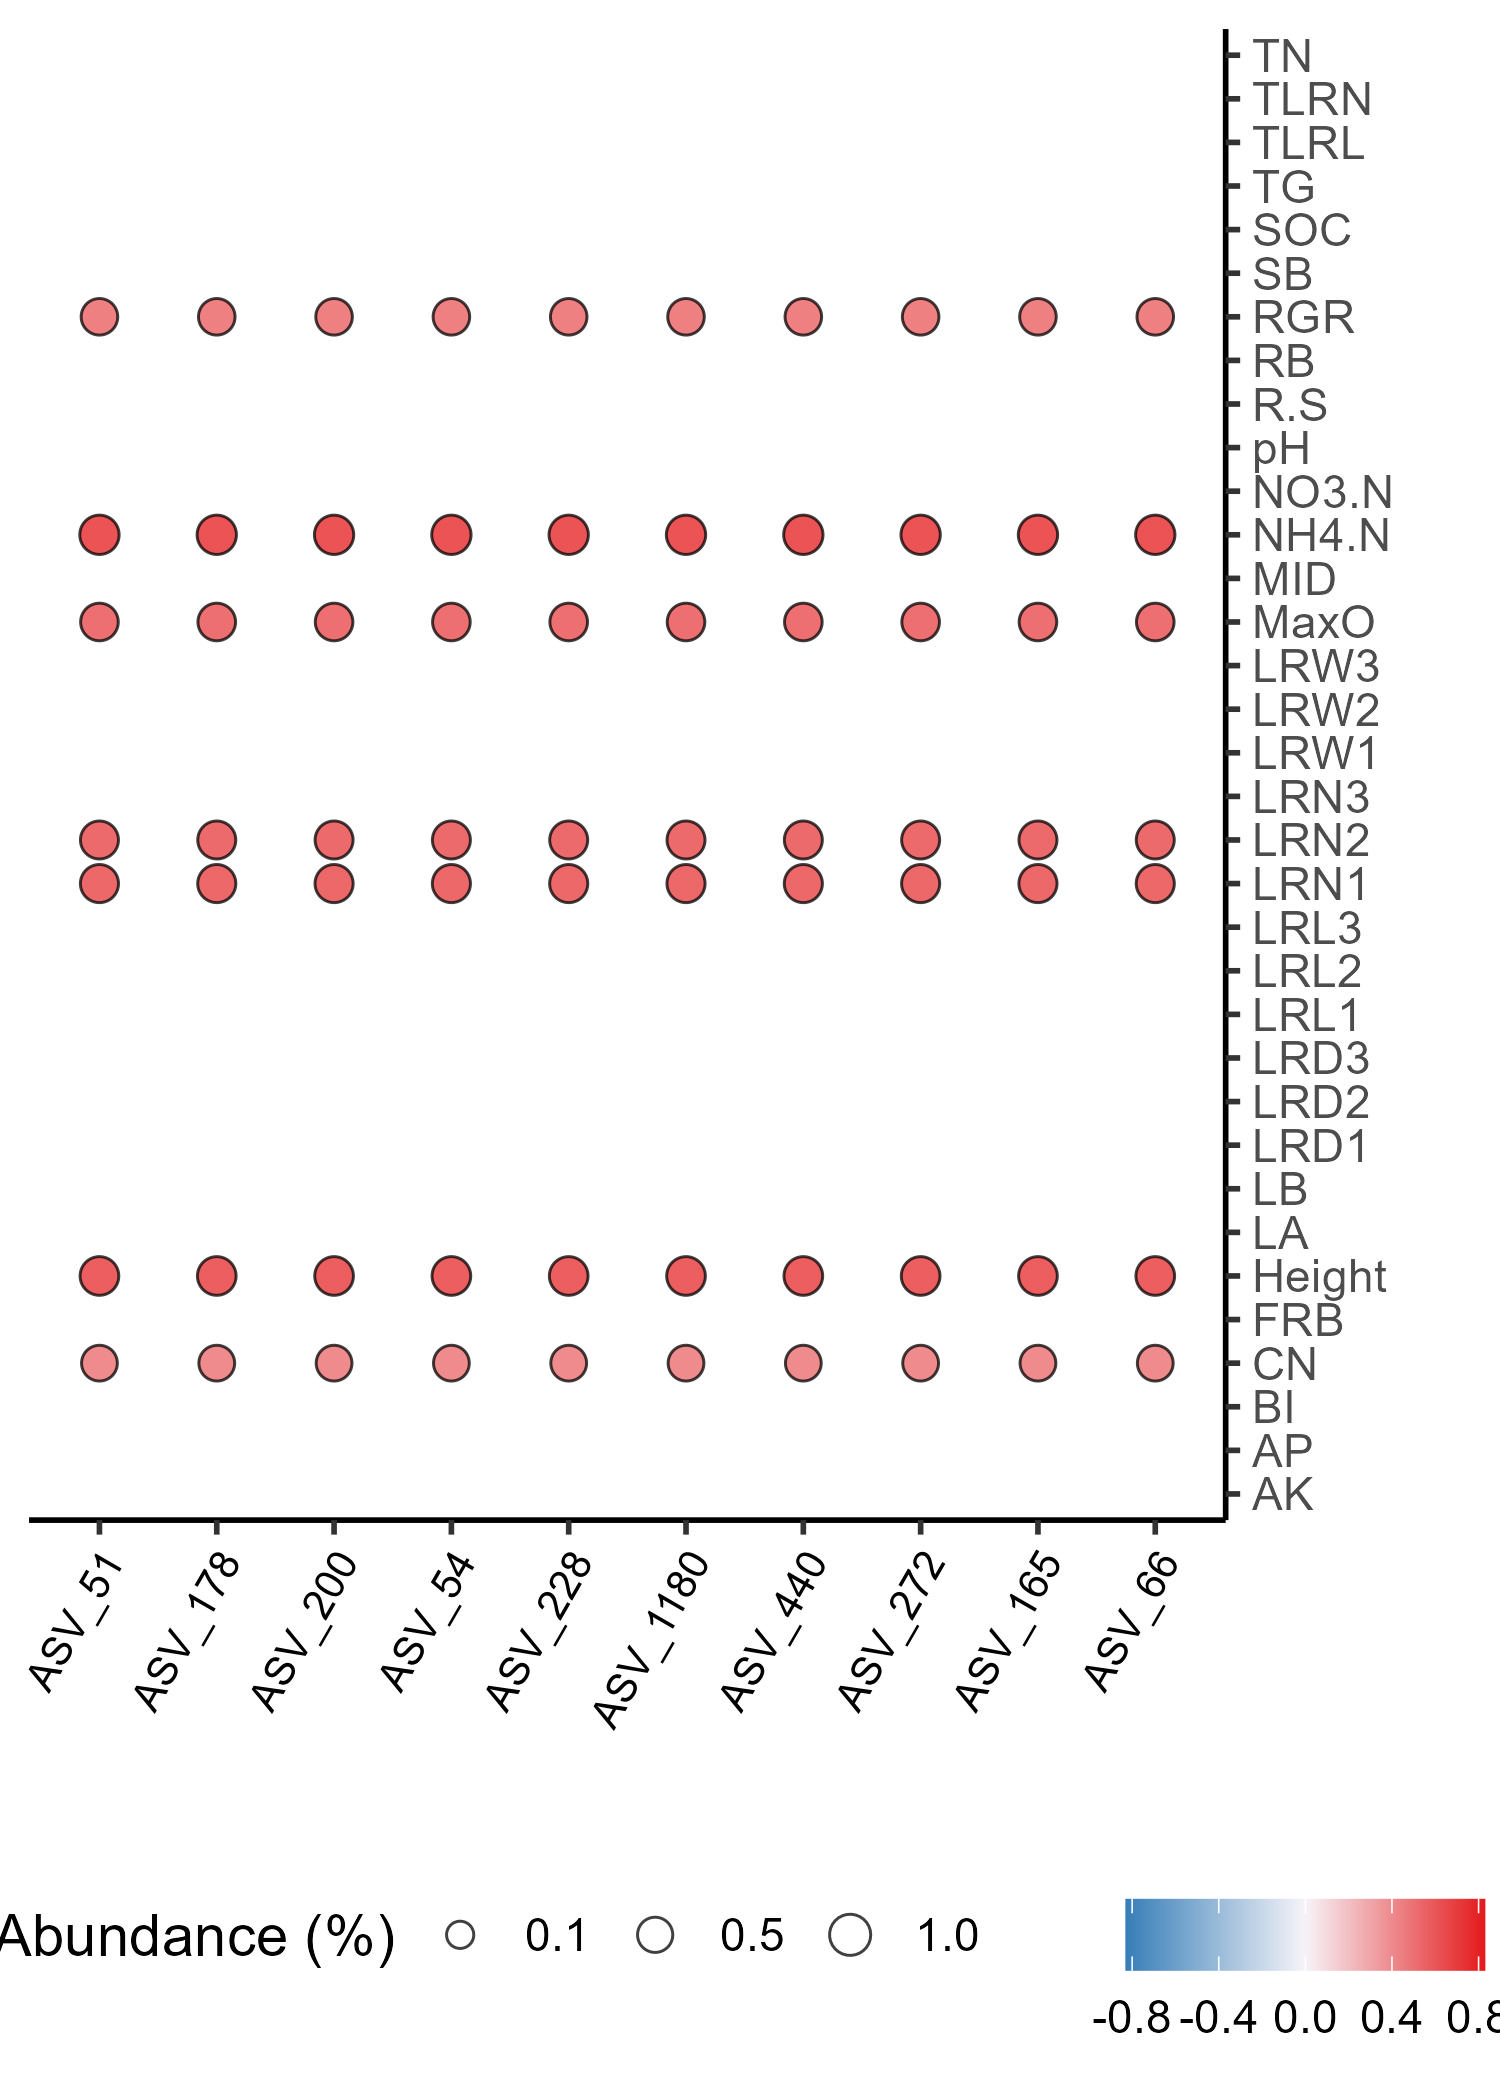 TN
TLRN
TLRL
TG
SOC
SB
RGR
RB
R.S
pH
NO3.N
NH4.N
MID
MaxO
LRW3
LRW2
LRW1
LRN3
LRN2
LRN1
LRL3
LRL2
LRL1
LRD3
LRD2
LRD1
LB
LA
Height
FRB
CN
BI
AP
AK
ASV_51 ASV_178 ASV_200 ASV_54 ASV_228 ASV_1180 ASV_440 ASV_272 ASV_165 ASV_66
Abundance (%) 0.1 0.5 1.0
-0.8 -0.4 0.0 0.4 0.8